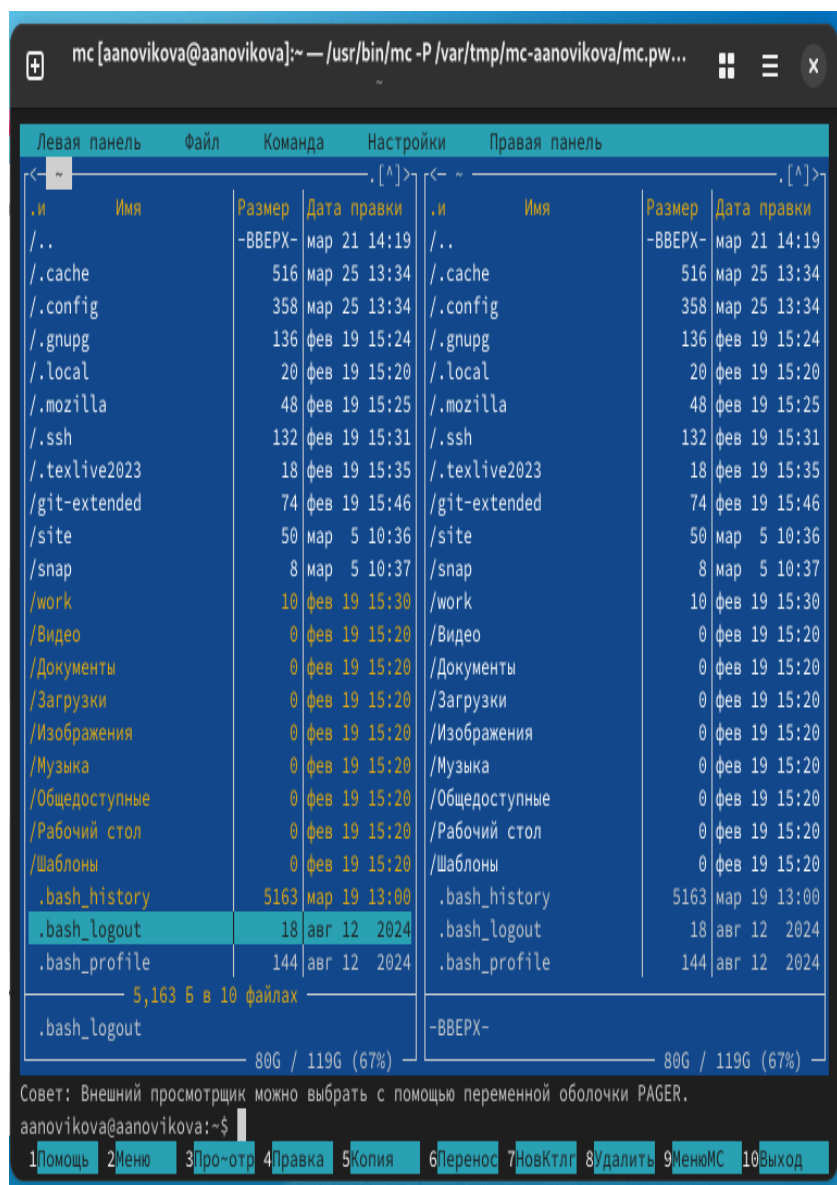 mc [aanovikova@aanovikova]:~ — /usr/bin/mc -P /var/tmp/mc-aanovikova/mc.pw...
~
Левая панель Файл Команда Настройки Правая панель
<- ~ .[^]> <- ~ .[^]>
.и Имя Размер Дата правки .и Имя Размер Дата правки
/.. -ВВЕРХ- мар 21 14:19 /.. -ВВЕРХ- мар 21 14:19
/.cache 516 мар 25 13:34 /.cache 516 мар 25 13:34
/.config 358 мар 25 13:34 /.config 358 мар 25 13:34
/.gnupg 136 фев 19 15:24 /.gnupg 136 фев 19 15:24
/.local 20 фев 19 15:20 /.local 20 фев 19 15:20
/.mozilla 48 фев 19 15:25 /.mozilla 48 фев 19 15:25
/.ssh 132 фев 19 15:31 /.ssh 132 фев 19 15:31
/.texlive2023 18 фев 19 15:35 /.texlive2023 18 фев 19 15:35
/git-extended 74 фев 19 15:46 /git-extended 74 фев 19 15:46
/site 50 мар 5 10:36 /site 50 мар 5 10:36
/snap 8 мар 5 10:37 /snap 8 мар 5 10:37
/work 10 фев 19 15:30 /work 10 фев 19 15:30
/Видео 0 фев 19 15:20 /Видео 0 фев 19 15:20
/Документы 0 фев 19 15:20 /Документы 0 фев 19 15:20
/Загрузки 0 фев 19 15:20 /Загрузки 0 фев 19 15:20
/Изображения 0 фев 19 15:20 /Изображения 0 фев 19 15:20
/Музыка 0 фев 19 15:20 /Музыка 0 фев 19 15:20
/Общедоступные 0 фев 19 15:20 /Общедоступные 0 фев 19 15:20
/Рабочий стол 0 фев 19 15:20 /Рабочий стол 0 фев 19 15:20
/Шаблоны 0 фев 19 15:20 /Шаблоны 0 фев 19 15:20
.bash_history 5163 мар 19 13:00 .bash_history 5163 мар 19 13:00
.bash_logout 18 авг 12 2024 .bash_logout 18 авг 12 2024
.bash_profile 144 авг 12 2024 .bash_profile 144 авг 12 2024
5,163 Б в 10 файлах
.bash_logout -ВВЕРХ-
80G / 119G (67%) 80G / 119G (67%)
Совет: Внешний просмотрщик можно выбрать с помощью переменной оболочки PAGER.
aanovikova@aanovikova:~$
1Помощь 2Меню 3Про~отр 4Правка 5Копия 6Перенос 7НовКтлг 8Удалить 9МенюМС 10Выход